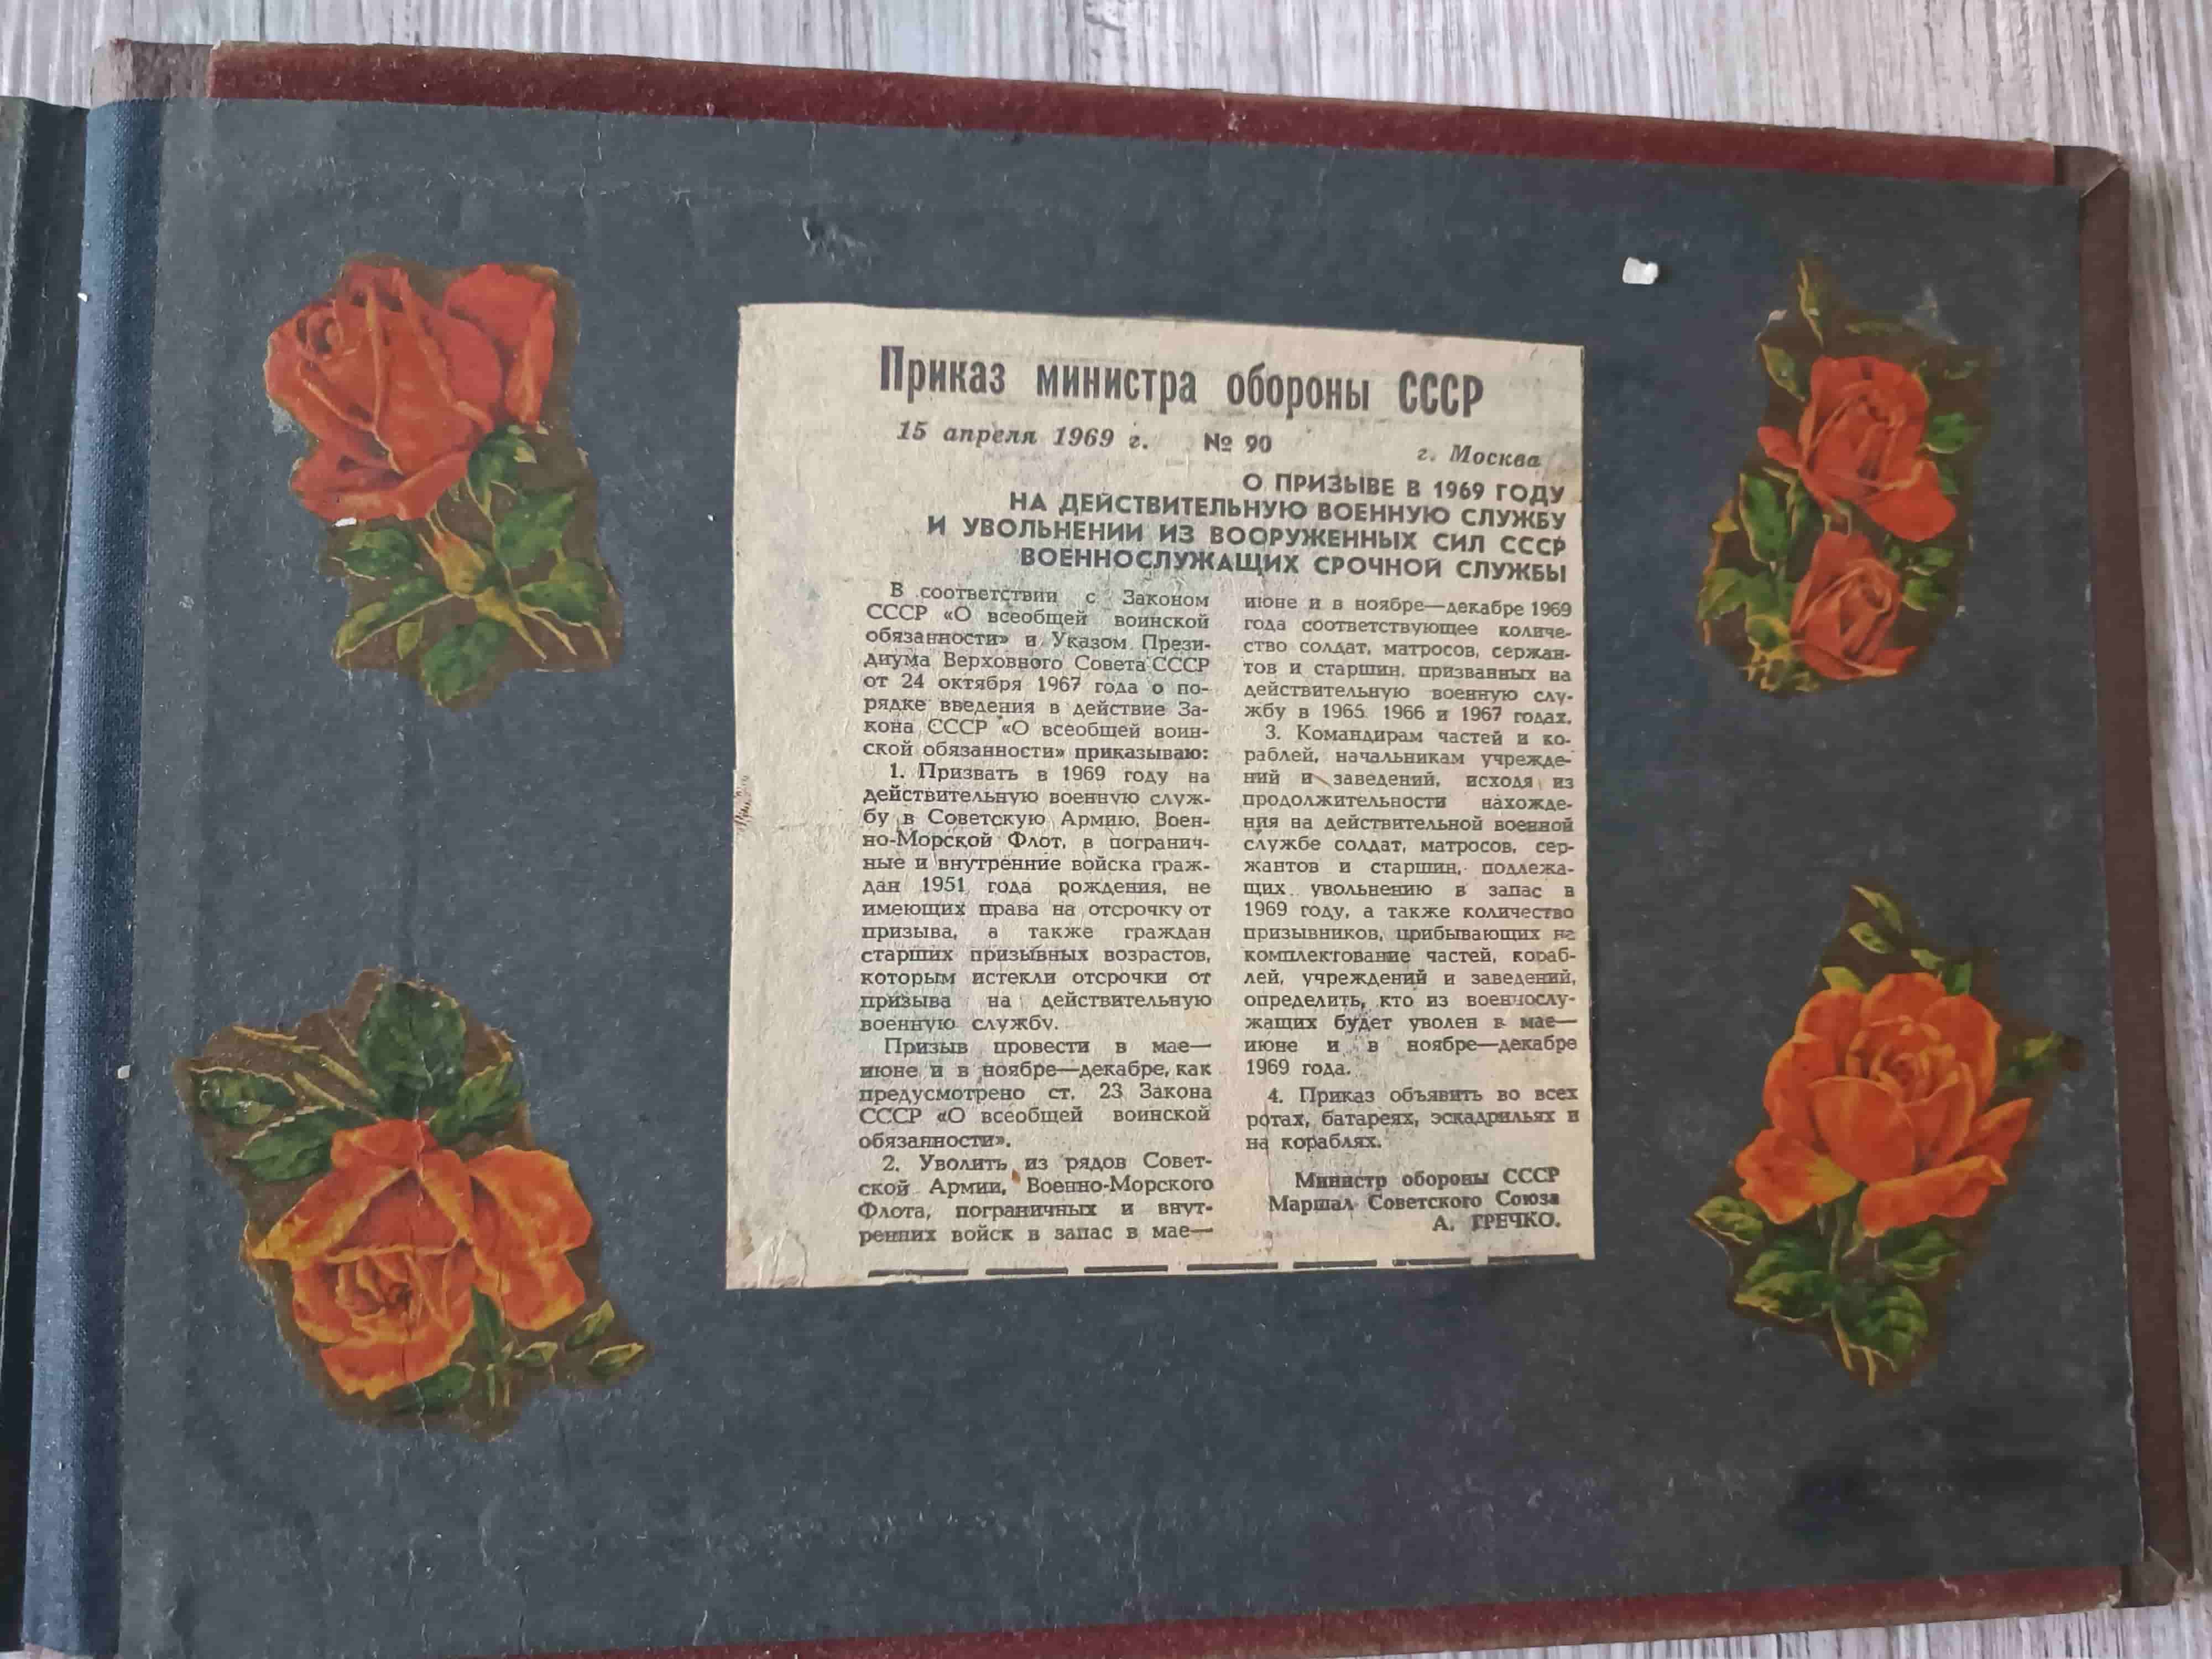 Приказ министра обороны СССР
15 апреля 1969 г. № 90 г. Москва
О ПРИЗЫВЕ В 1969 ГОДУ
НА ДЕЙСТВИТЕЛЬНУЮ ВОЕННУЮ СЛУЖБУ
И УВОЛЬНЕНИИ ИЗ ВООРУЖЕННЫХ СИЛ СССР
ВОЕННОСЛУЖАЩИХ СРОЧНОЙ СЛУЖБЫ
В соответствии с Законом
СССР «О всеобщей воинской
обязанности» и Указом Прези-
диума Верховного Совета СССР
от 24 октября 1967 года о по-
рядке введения в действие За-
кона СССР «О всеобщей воин-
ской обязанности» приказываю:
1. Призвать в 1969 году на
действительную военную служ-
бу в Советскую Армию, Воен-
но-Морской Флот, в погранич-
ные и внутренние войска граж-
дан 1951 года рождения, не
имеющих права на отсрочку от
призыва, а также граждан
старших призывных возрастов,
которым истекли отсрочки от
призыва на действительную
военную службу.
Призыв провести в мае—
июне и в ноябре—декабре, как
предусмотрено ст. 23 Закона
СССР «О всеобщей воинской
обязанности».
2. Уволить из рядов Совет-
ской Армии, Военно-Морского
Флота, пограничных и внут-
ренних войск в запас в мае—
июне и в ноябре—декабре 1969
года соответствующее количе-
ство солдат, матросов, сержан-
тов и старшин, призванных на
действительную военную слу-
жбу в 1965, 1966 и 1967 годах.
3. Командирам частей и ко-
раблей, начальникам учрежде-
ний и заведений, исходя из
продолжительности нахожде-
ния на действительной военной
службе солдат, матросов, сер-
жантов и старшин, подлежа-
щих увольнению в запас в
1969 году, а также количество
призывников, прибывающих на
комплектование частей, кораб-
лей, учреждений и заведений,
определить, кто из военнослу-
жащих будет уволен в мае—
июне и в ноябре—декабре
1969 года.
4. Приказ объявить во всех
ротах, батареях, эскадрильях и
на кораблях.
Министр обороны СССР
Маршал Советского Союза
А. ГРЕЧКО.